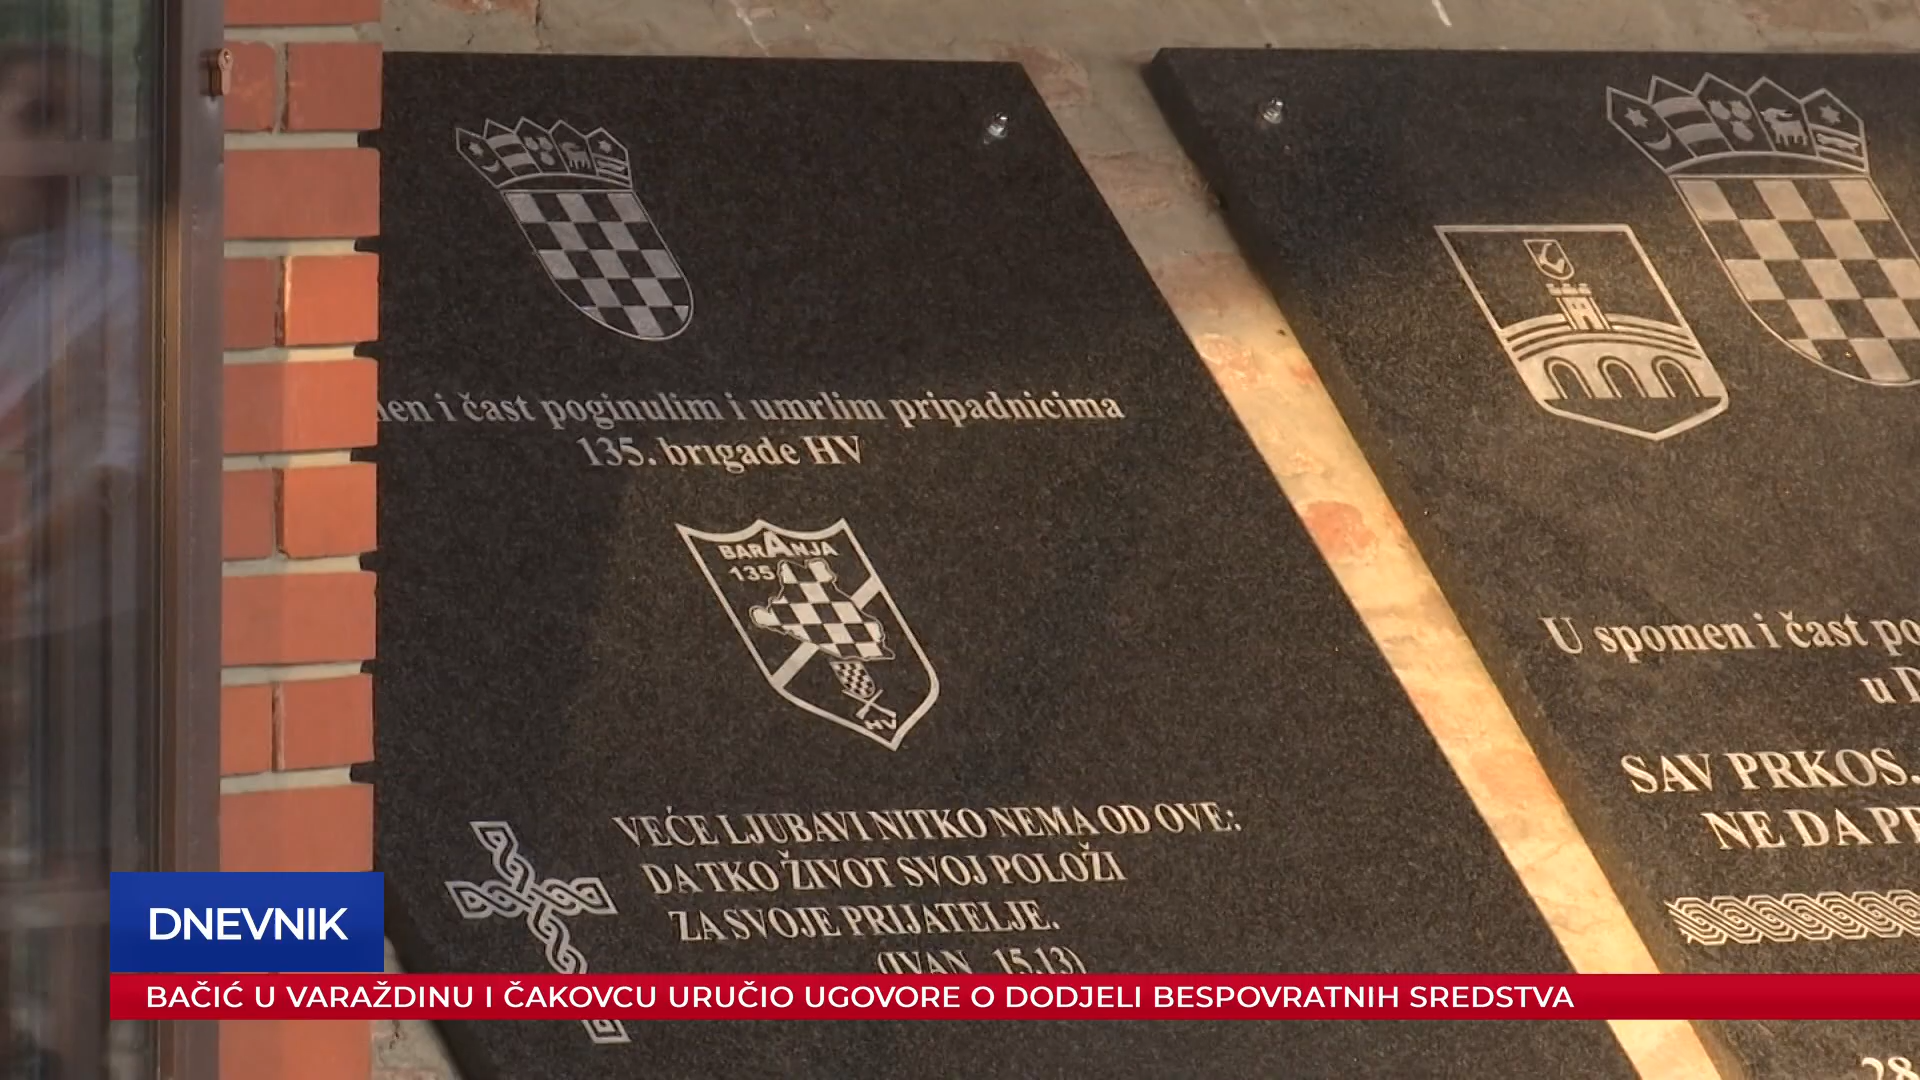 i čast poginulim i umrlim pripadnicima
135. brigade HV
BARANJA
135
HV
VEĆE LJUBAVI NITKO NEMA OD OVE:
DA TKO ŽIVOT SVOJ POLOŽI
ZA SVOJE PRIJATELJE.
(IVAN 15,13)
U spomen i čast
u
SAV PRKOS.
NE DA
28
DNEVNIK
BAČIĆ U VARAŽDINU I ČAKOVCU URUČIO UGOVORE O DODJELI BESPOVRATNIH SREDSTVA